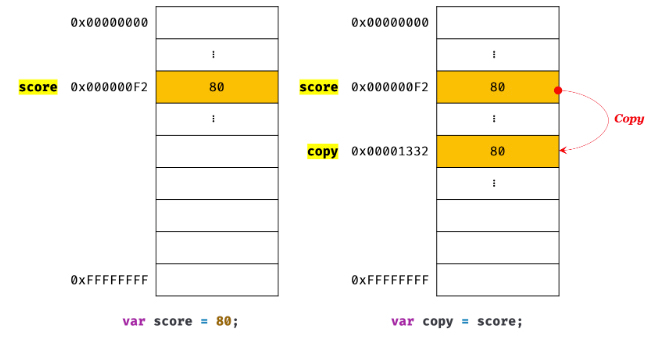 0x00000000
⋮
score 0x000000F2 80
⋮
0xFFFFFFFF
var score = 80;
0x00000000
⋮
score 0x000000F2 80
⋮
Copy
copy 0x00001332 80
⋮
0xFFFFFFFF
var copy = score;